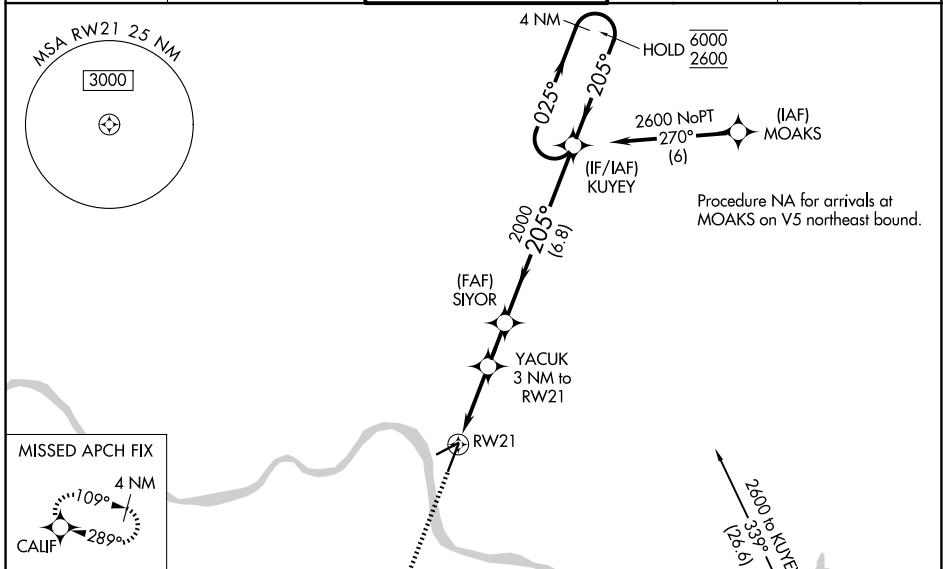 MSA RW21 25 NM
3000
4 NM
HOLD 6000
2600
025°
205°
2600 NoPT
270°
(6)
(IAF)
MOAKS
(IF/IAF)
KUYEY
Procedure NA for arrivals at
MOAKS on V5 northeast bound.
2000
205°
(6.8)
(FAF)
SIYOR
YACUK
3 NM to
RW21
RW21
MISSED APCH FIX
4 NM
109°
289°
CALIF
2600 to KUYE
339°
(26.6)